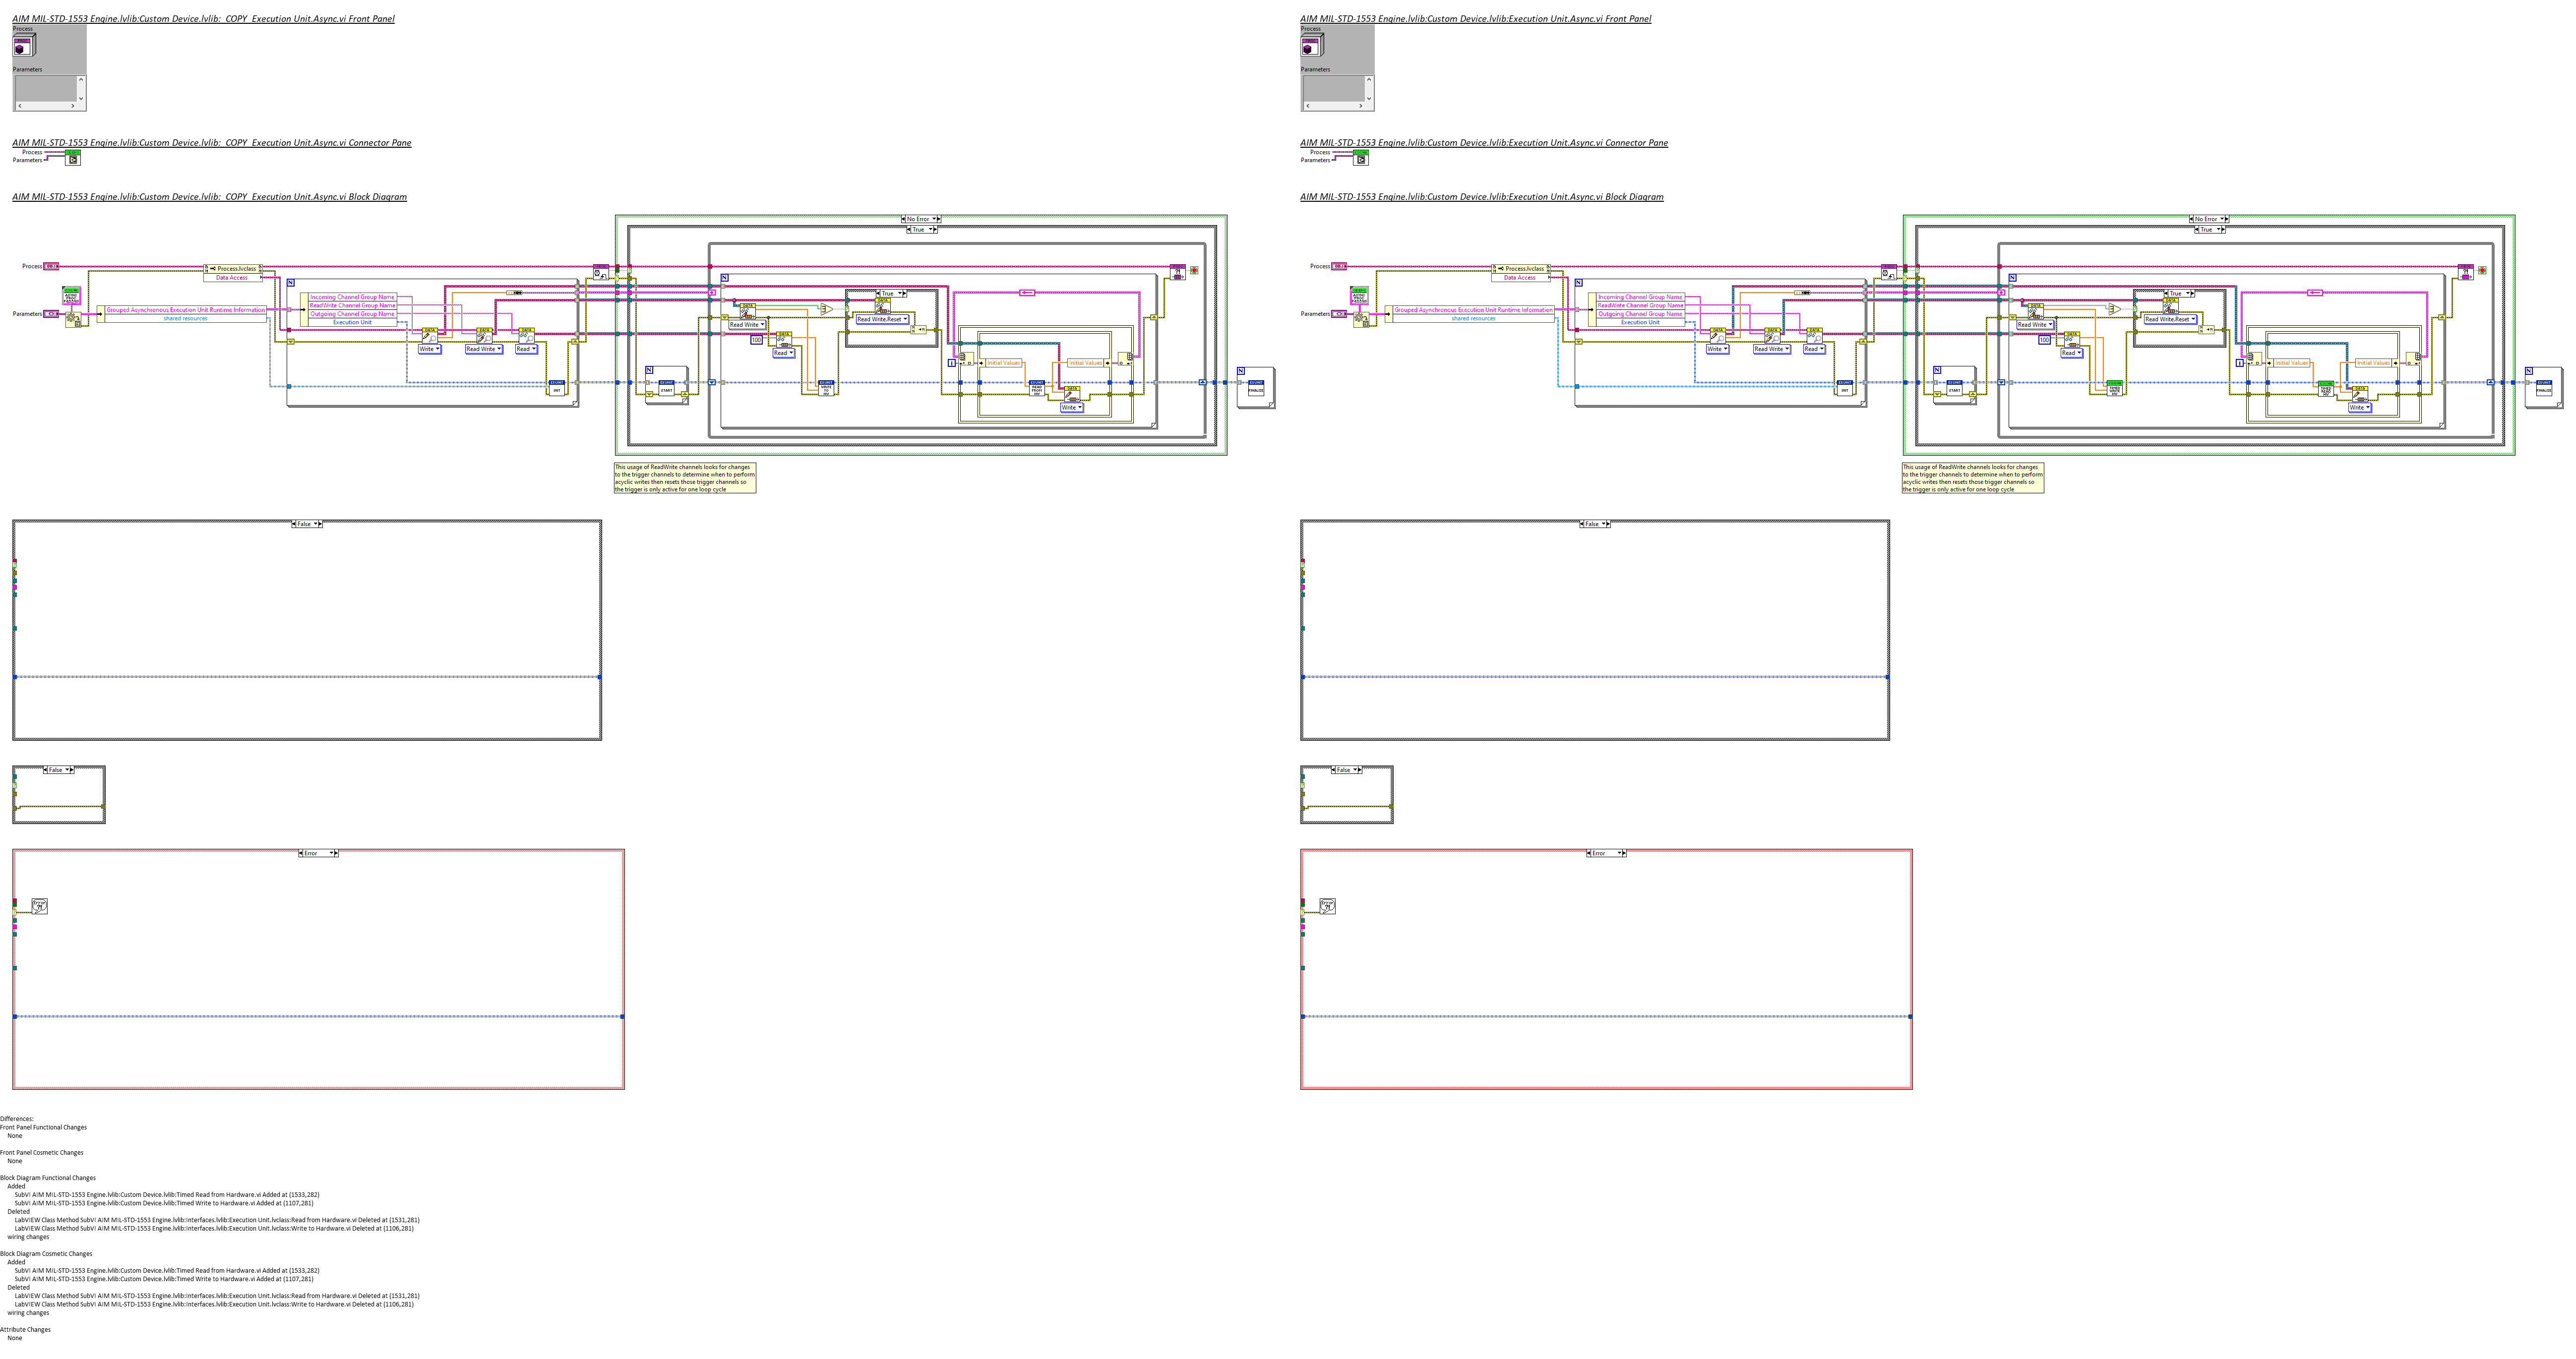 AIM MIL-STD-1553 Engine.lvlib:Custom Device.lvlib:_COPY_Execution Unit.Async.vi Front Panel
Process
Parameters
AIM MIL-STD-1553 Engine.lvlib:Custom Device.lvlib:_COPY_Execution Unit.Async.vi Connector Pane
Process
Parameters
AIM MIL-STD-1553 Engine.lvlib:Custom Device.lvlib:_COPY_Execution Unit.Async.vi Block Diagram
No Error
True
Process
Process.lvclass
Data Access
Parameters
Grouped Asynchronous Execution Unit Runtime Information
shared resources
Incoming Channel Group Name
ReadWrite Channel Group Name
Outgoing Channel Group Name
Execution Unit
Write
Read Write
Read
INIT
START
Read Write
100
Read
True
Read Write.Reset
Initial Values
Initial Values
Write
FINALIZE
This usage of ReadWrite channels looks for changes
to the trigger channels to determine when to perform
acyclic writes then resets those trigger channels so
the trigger is only active for one loop cycle
False
False
Error
AIM MIL-STD-1553 Engine.lvlib:Custom Device.lvlib:Execution Unit.Async.vi Front Panel
Process
Parameters
AIM MIL-STD-1553 Engine.lvlib:Custom Device.lvlib:Execution Unit.Async.vi Connector Pane
Process
Parameters
AIM MIL-STD-1553 Engine.lvlib:Custom Device.lvlib:Execution Unit.Async.vi Block Diagram
No Error
True
Process
Process.lvclass
Data Access
Parameters
Grouped Asynchronous Execution Unit Runtime Information
shared resources
Incoming Channel Group Name
ReadWrite Channel Group Name
Outgoing Channel Group Name
Execution Unit
Write
Read Write
Read
INIT
START
Read Write
100
Read
True
Read Write.Reset
Initial Values
Initial Values
Write
FINALIZE
This usage of ReadWrite channels looks for changes
to the trigger channels to determine when to perform
acyclic writes then resets those trigger channels so
the trigger is only active for one loop cycle
False
False
Error
Differences:
Front Panel Functional Changes
None
Front Panel Cosmetic Changes
None
Block Diagram Functional Changes
Added
SubVI AIM MIL-STD-1553 Engine.lvlib:Custom Device.lvlib:Timed Read from Hardware.vi Added at (1533,282)
SubVI AIM MIL-STD-1553 Engine.lvlib:Custom Device.lvlib:Timed Write to Hardware.vi Added at (1107,281)
Deleted
LabVIEW Class Method SubVI AIM MIL-STD-1553 Engine.lvlib:Interfaces.lvlib:Execution Unit.lvclass:Read from Hardware.vi Deleted at (1531,281)
LabVIEW Class Method SubVI AIM MIL-STD-1553 Engine.lvlib:Interfaces.lvlib:Execution Unit.lvclass:Write to Hardware.vi Deleted at (1106,281)
wiring changes
Block Diagram Cosmetic Changes
Added
SubVI AIM MIL-STD-1553 Engine.lvlib:Custom Device.lvlib:Timed Read from Hardware.vi Added at (1533,282)
SubVI AIM MIL-STD-1553 Engine.lvlib:Custom Device.lvlib:Timed Write to Hardware.vi Added at (1107,281)
Deleted
LabVIEW Class Method SubVI AIM MIL-STD-1553 Engine.lvlib:Interfaces.lvlib:Execution Unit.lvclass:Read from Hardware.vi Deleted at (1531,281)
LabVIEW Class Method SubVI AIM MIL-STD-1553 Engine.lvlib:Interfaces.lvlib:Execution Unit.lvclass:Write to Hardware.vi Deleted at (1106,281)
wiring changes
Attribute Changes
None